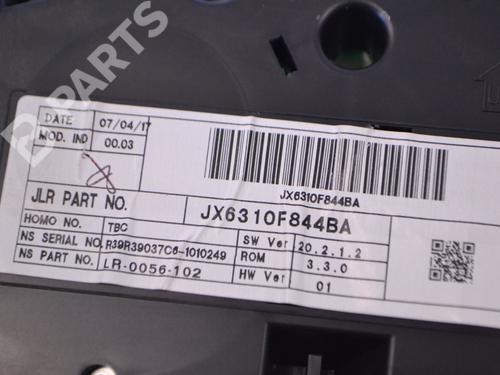 B-PARTS
DATE 07/04/17
MOD. IND 00.03
JX6310F844BA
JLR PART NO. JX6310F844BA
HOMO NO. TBC
NS SERIAL NO. R39R39037C6-1010249
NS PART NO. LR-0056-102
SW Ver 20.2.1.2
ROM 3.3.0
HW Ver 01